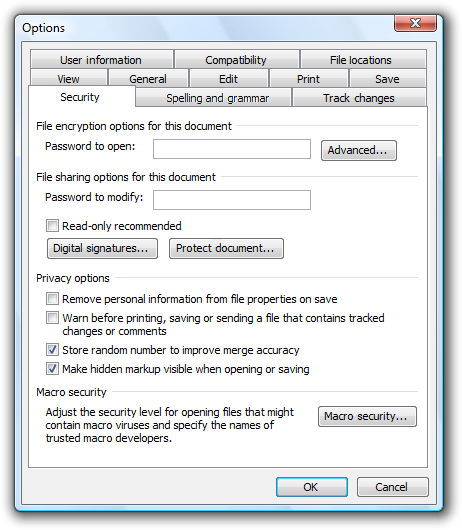 Options
User information Compatibility File locations
View General Edit Print Save
Security Spelling and grammar Track changes
File encryption options for this document
Password to open: Advanced...
File sharing options for this document
Password to modify:
Read-only recommended
Digital signatures... Protect document...
Privacy options
Remove personal information from file properties on save
Warn before printing, saving or sending a file that contains tracked
changes or comments
Store random number to improve merge accuracy
Make hidden markup visible when opening or saving
Macro security
Adjust the security level for opening files that might
contain macro viruses and specify the names of
trusted macro developers.
Macro security...
OK Cancel